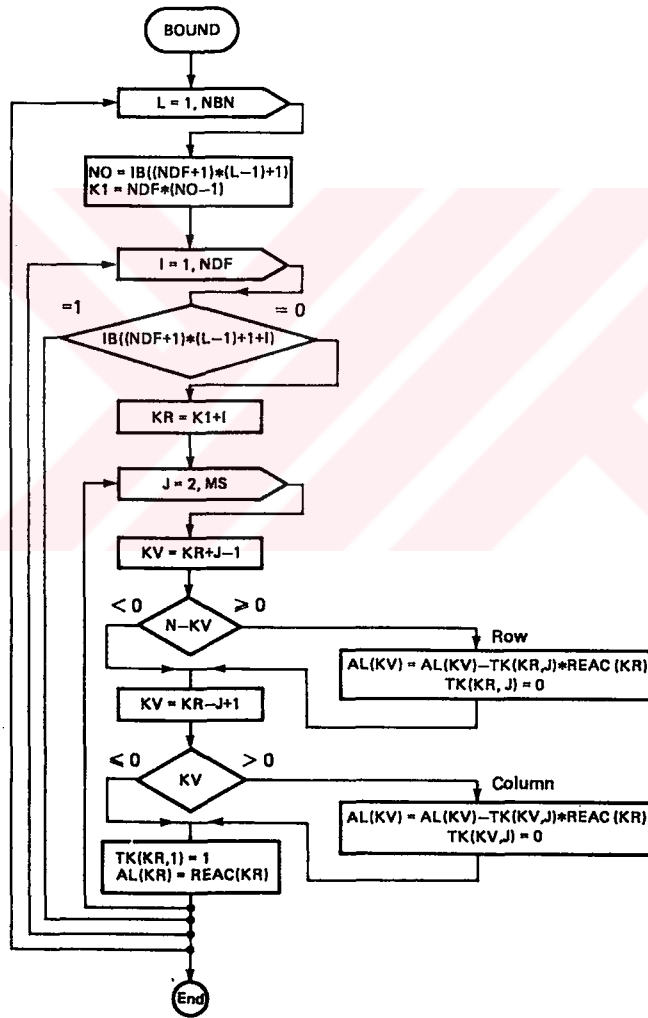 BOUND
L = 1, NBN
NO = IB((NDF+1)*(L−1)+1)
K1 = NDF*(NO−1)
I = 1, NDF
=1
= 0
IB((NDF+1)*(L−1)+1+I)
KR = K1+I
J = 2, MS
KV = KR+J−1
< 0
⩾ 0
N−KV
Row
AL(KV) = AL(KV)−TK(KR,J)*REAC(KR)
TK(KR, J) = 0
KV = KR−J+1
⩽ 0
> 0
KV
Column
AL(KV) = AL(KV)−TK(KV,J)*REAC(KR)
TK(KV,J) = 0
TK(KR,1) = 1
AL(KR) = REAC(KR)
End